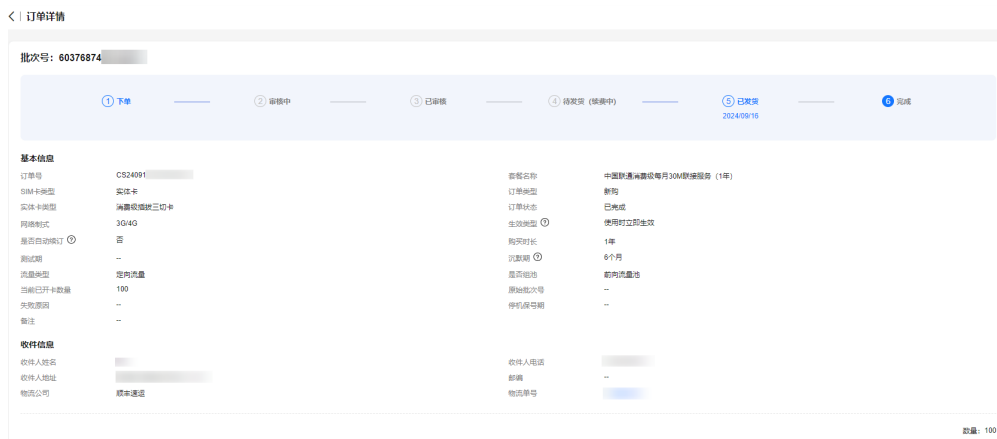 订单详情
批次号：60376874
1 下单 2 审核中 3 已审核 4 待发货（续费中） 5 已发货 6 完成
2024/09/16
基本信息
订单号 CS24091 套餐名称 中国联通消费级每月30M联接服务（1年）
SIM卡类型 实体卡 订单类型 新购
实体卡类型 消费级插拔三切卡 订单状态 已完成
网络制式 3G/4G 生效类型 ? 使用时立即生效
是否自动续订 ? 否 购买时长 1年
测试期 -- 沉默期 ? 6个月
流量类型 定向流量 是否组池 前向流量池
当前已开卡数量 100 原始批次号 --
失败原因 -- 停机保号期 --
备注 --
收件信息
收件人姓名 收件人电话
收件人地址 邮编 --
物流公司 顺丰速运 物流单号
数量：100